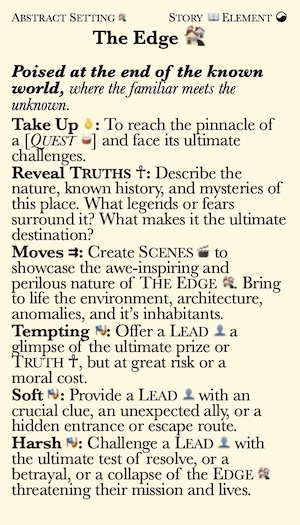 ABSTRACT SETTING STORY ELEMENT
The Edge
Poised at the end of the known
world, where the familiar meets the
unknown.
Take Up : To reach the pinnacle of
a [QUEST ] and face its ultimate
challenges.
Reveal TRUTHS ☥: Describe the
nature, known history, and mysteries of
this place. What legends or fears
surround it? What makes it the ultimate
destination?
Moves ⇉: Create SCENES 🎬 to
showcase the awe-inspiring and
perilous nature of THE EDGE . Bring
to life the environment, architecture,
anomalies, and it's inhabitants.
Tempting : Offer a LEAD 👤 a
glimpse of the ultimate prize or
TRUTH ☥, but at great risk or a
moral cost.
Soft : Provide a LEAD 👤 with an
crucial clue, an unexpected ally, or a
hidden entrance or escape route.
Harsh : Challenge a LEAD 👤 with
the ultimate test of resolve, or a
betrayal, or a collapse of the EDGE
threatening their mission and lives.